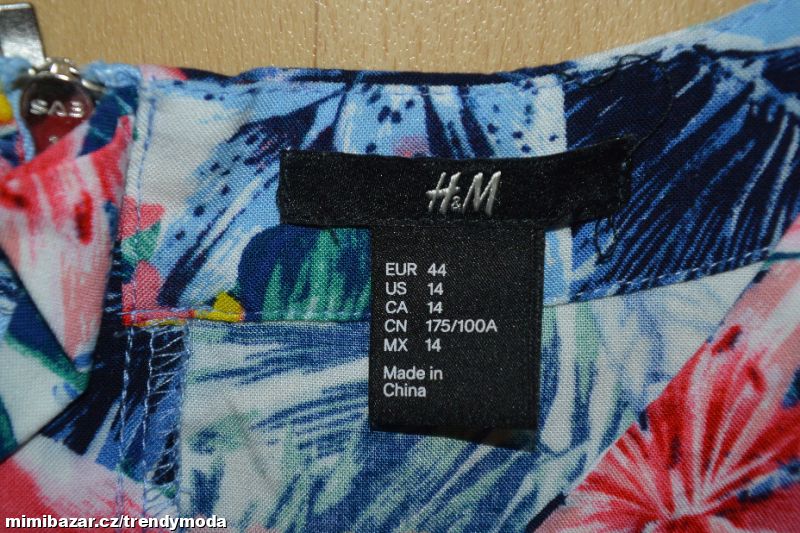 H&M
EUR 44
US 14
CA 14
CN 175/100A
MX 14
Made in
China
mimibazar.cz/trendymoda